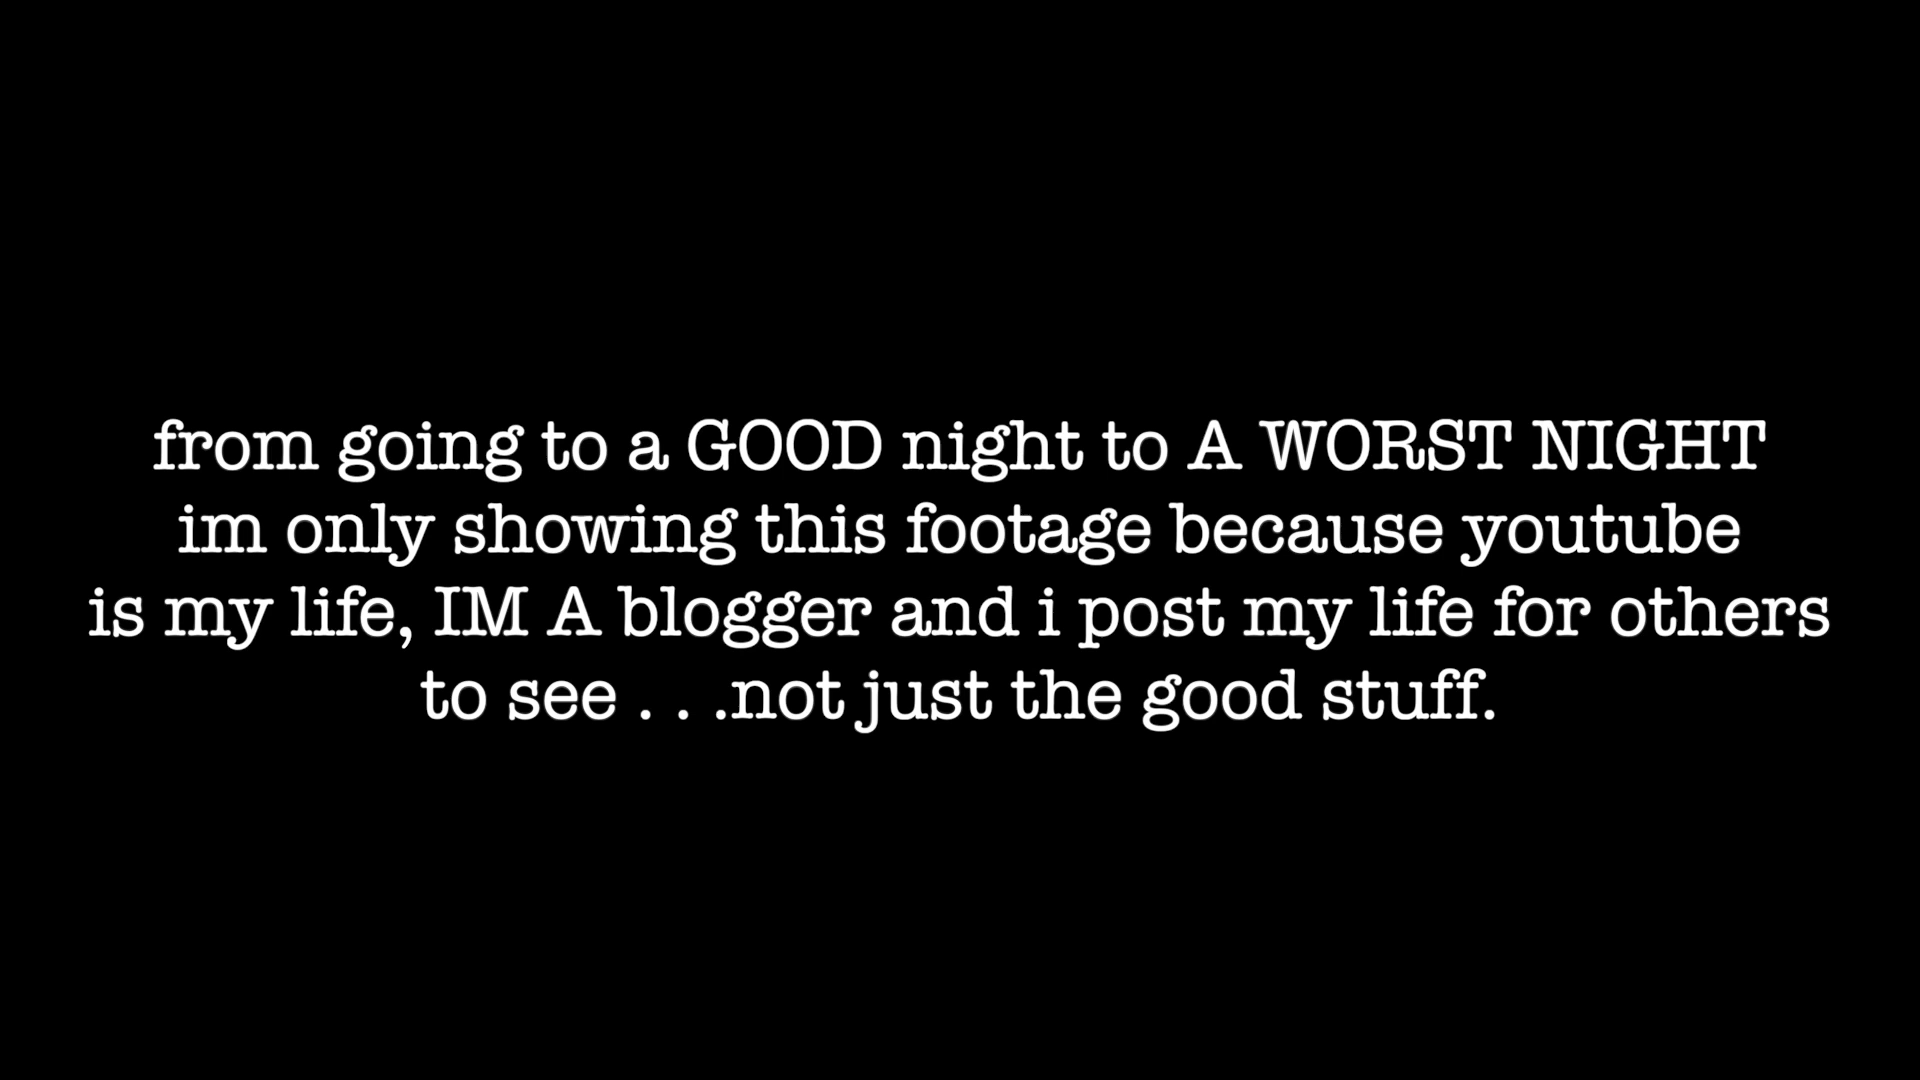 from going to a GOOD night to A WORST NIGHT
im only showing this footage because youtube
is my life, IM A blogger and i post my life for others
to see . . .not just the good stuff.